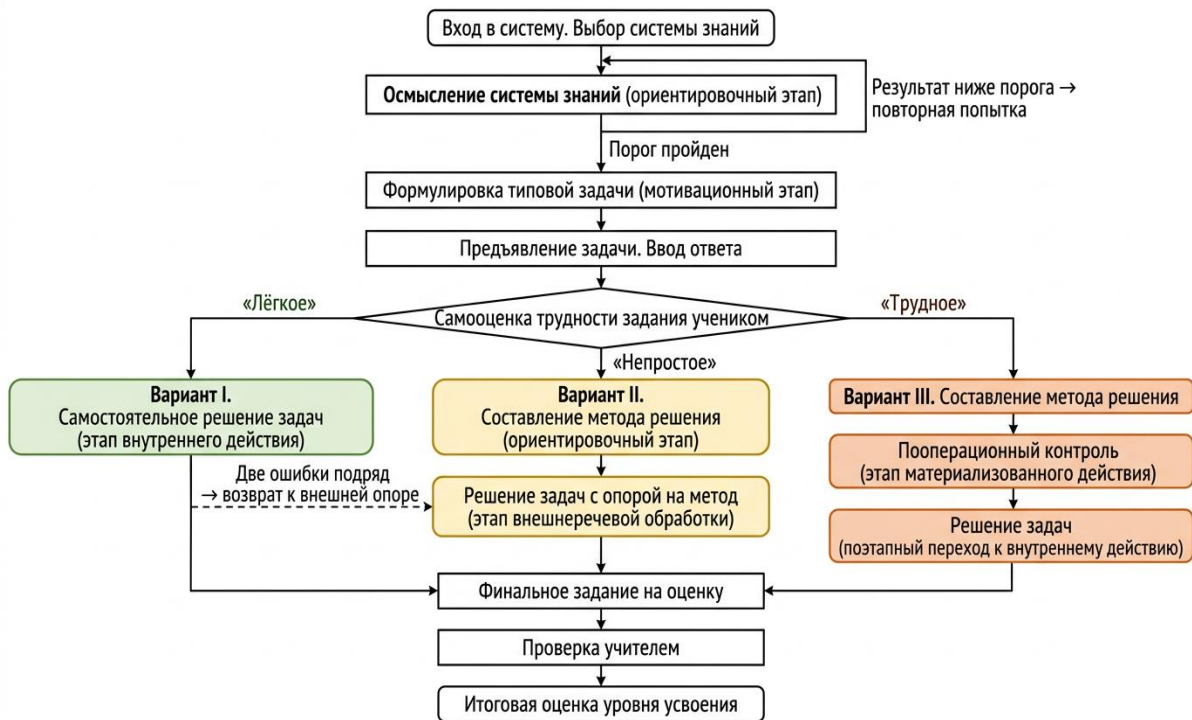 Вход в систему. Выбор системы знаний
Осмысление системы знаний (ориентировочный этап)
Результат ниже порога →
повторная попытка
Порог пройден
Формулировка типовой задачи (мотивационный этап)
Предъявление задачи. Ввод ответа
«Лёгкое»
Самооценка трудности задания учеником
«Трудное»
«Непростое»
Вариант I.
Самостоятельное решение задач
(этап внутреннего действия)
Вариант II.
Составление метода решения
(ориентировочный этап)
Вариант III. Составление метода решения
Пооперационный контроль
(этап материализованного действия)
Две ошибки подряд
→ возврат к внешней опоре
Решение задач с опорой на метод
(этап внешнеречевой обработки)
Решение задач
(поэтапный переход к внутреннему действию)
Финальное задание на оценку
Проверка учителем
Итоговая оценка уровня усвоения